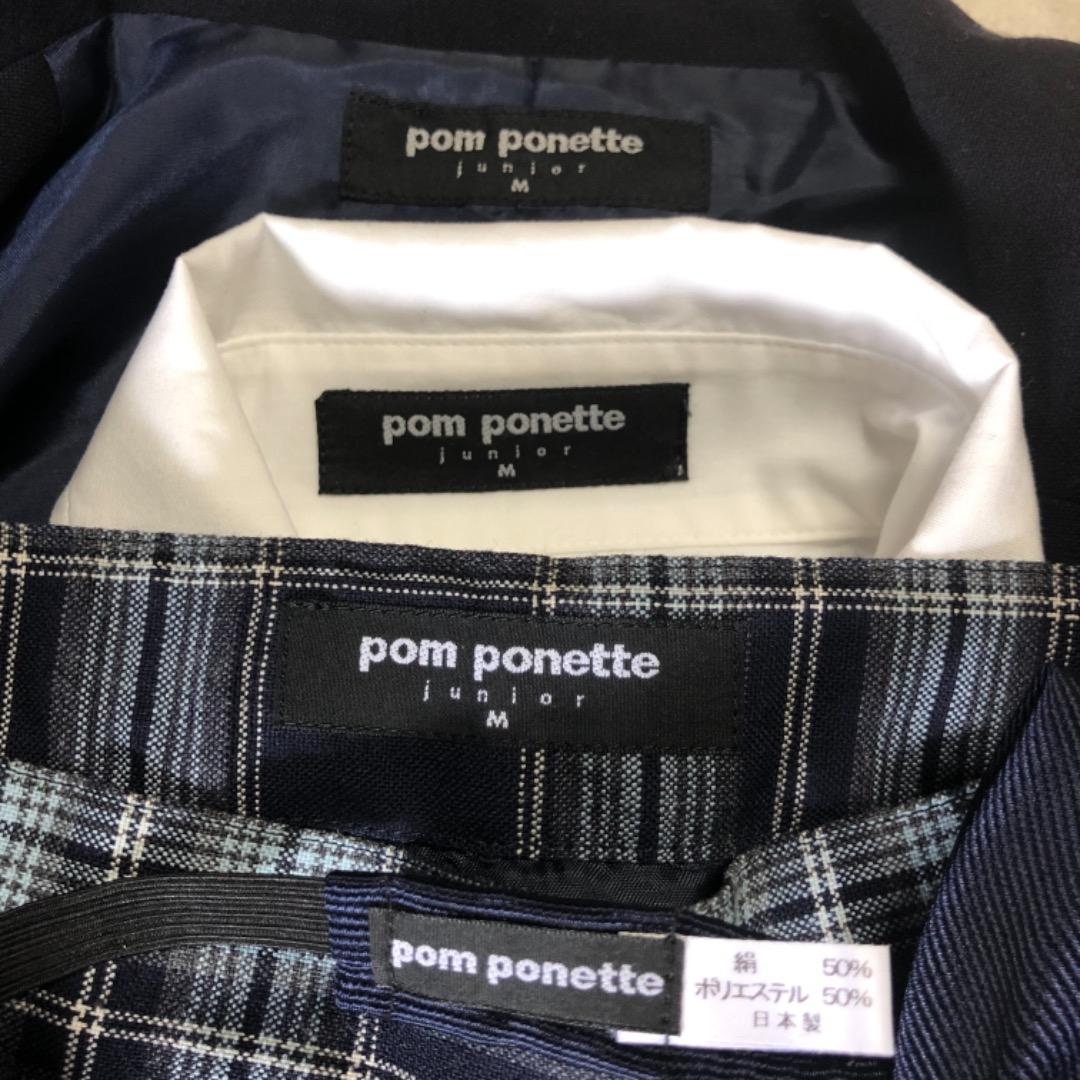 pom ponette
junior
M
pom ponette
junior
M
pom ponette
junior
M
pom ponette
絹 50%
ポリエステル 50%
日本製